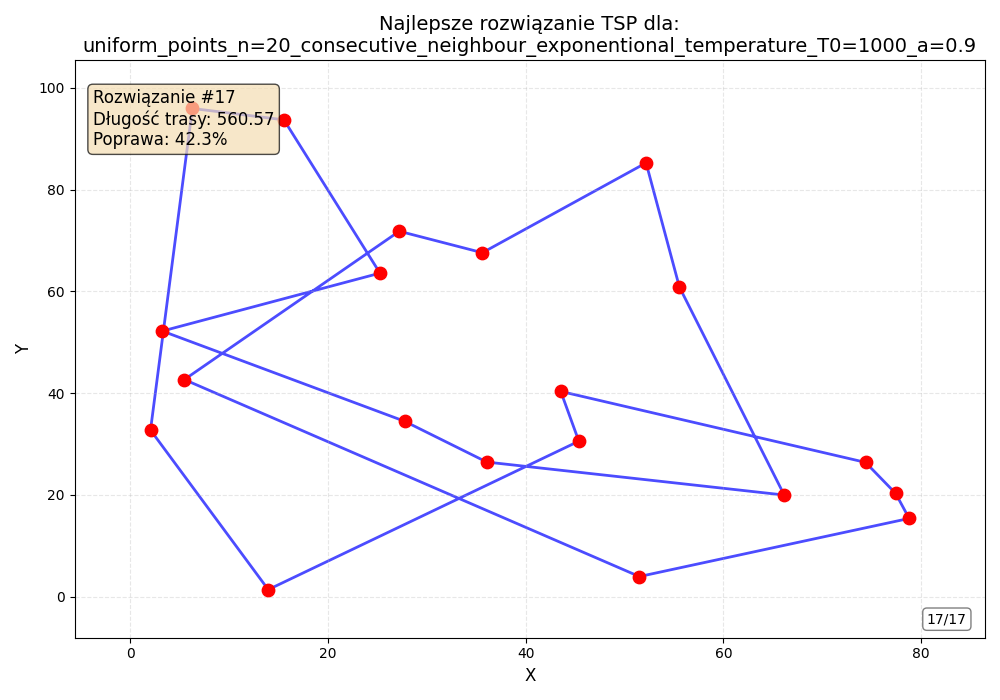 Najlepsze rozwiązanie TSP dla:
uniform_points_n=20_consecutive_neighbour_exponentional_temperature_T0=1000_a=0.9
Rozwiązanie #17
Długość trasy: 560.57
Poprawa: 42.3%
100
80
60
40
20
0
Y
17/17
0
20
40
60
80
X